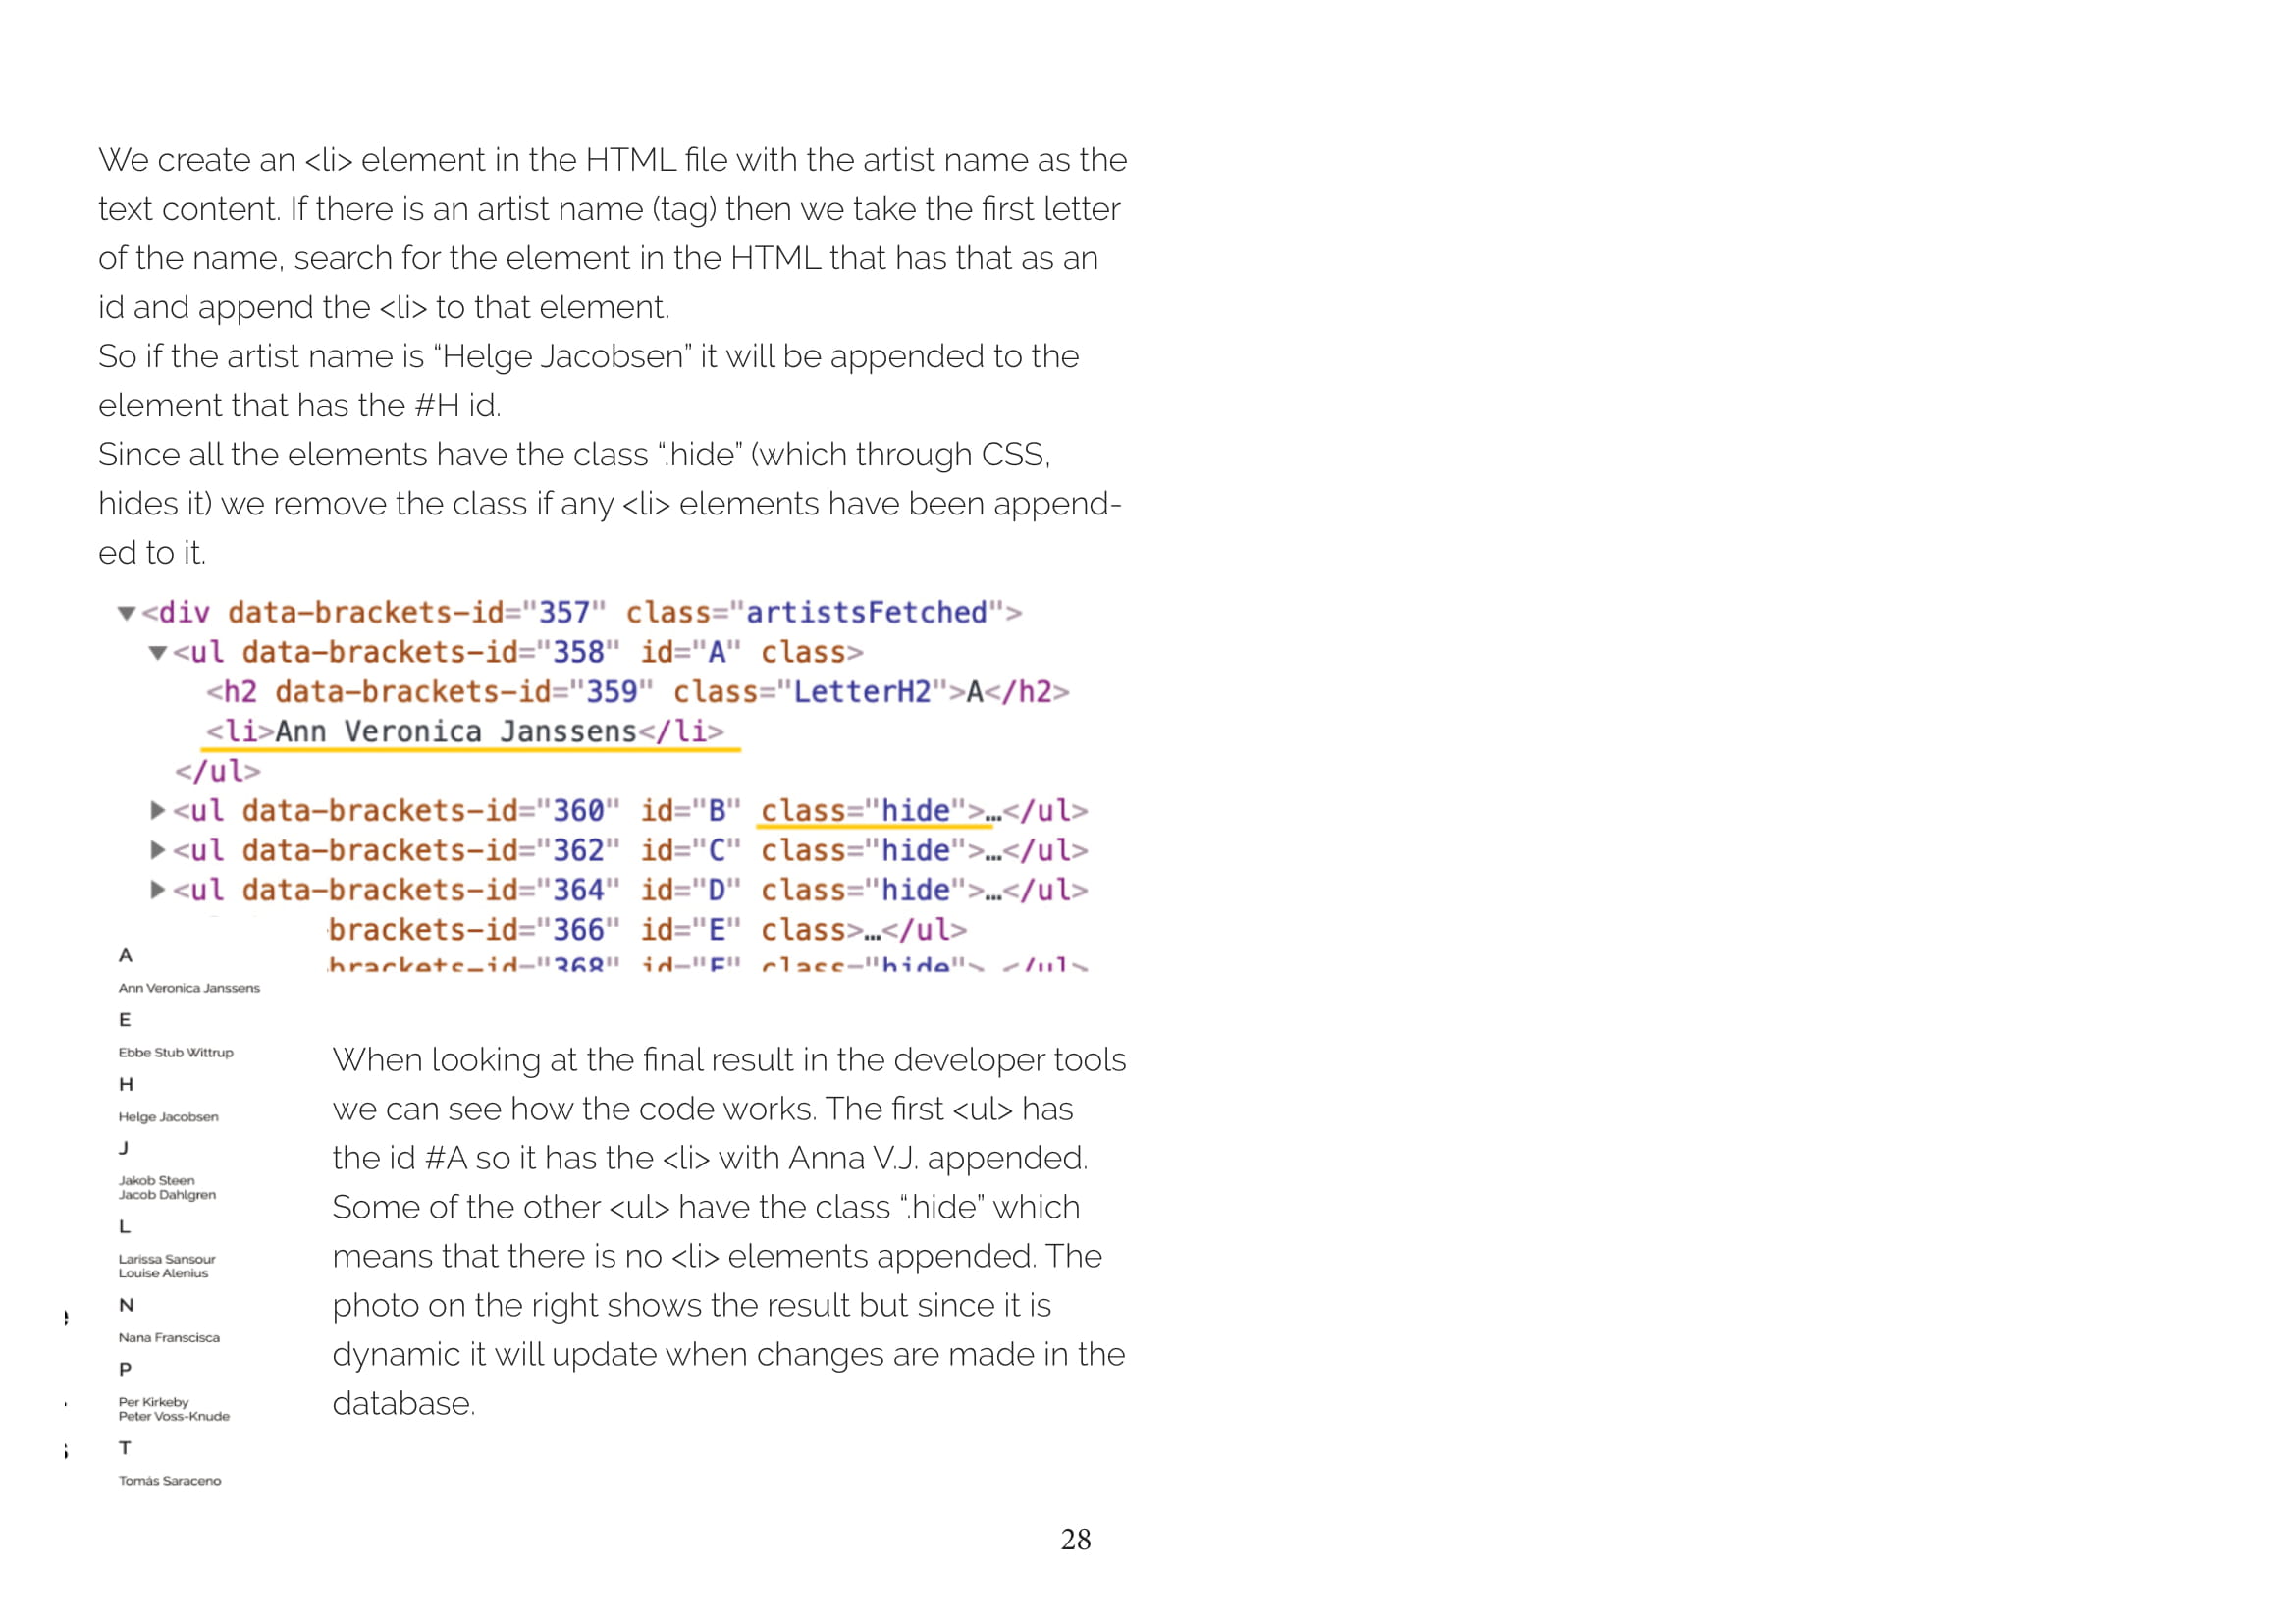 We create an <li> element in the HTML file with the artist name as the
text content. If there is an artist name (tag) then we take the first letter
of the name, search for the element in the HTML that has that as an
id and append the <li> to that element.
So if the artist name is “Helge Jacobsen” it will be appended to the
element that has the #H id.
Since all the elements have the class “.hide” (which through CSS,
hides it) we remove the class if any <li> elements have been append-
ed to it.
▼<div data-brackets-id="357" class="artistsFetched">
▼<ul data-brackets-id="358" id="A" class>
<h2 data-brackets-id="359" class="LetterH2">A</h2>
<li>Ann Veronica Janssens</li>
</ul>
▶<ul data-brackets-id="360" id="B" class="hide">…</ul>
▶<ul data-brackets-id="362" id="C" class="hide">…</ul>
▶<ul data-brackets-id="364" id="D" class="hide">…</ul>
brackets-id="366" id="E" class>…</ul>
brackets-id="368" id="F" class="hide"> </ul>
A
Ann Veronica Janssens
E
Ebbe Stub Wittrup
H
Helge Jacobsen
J
Jakob Steen
Jacob Dahlgren
L
Larissa Sansour
Louise Alenius
N
Nana Franscisca
P
Per Kirkeby
Peter Voss-Knude
T
Tomás Saraceno
When looking at the final result in the developer tools
we can see how the code works. The first <ul> has
the id #A so it has the <li> with Anna V.J. appended.
Some of the other <ul> have the class “.hide” which
means that there is no <li> elements appended. The
photo on the right shows the result but since it is
dynamic it will update when changes are made in the
database.
28